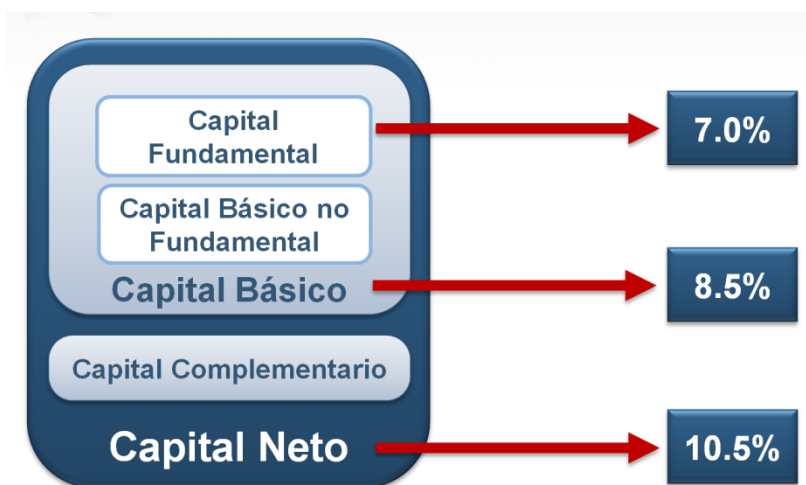 Capital
Fundamental
7.0%
Capital Básico no
Fundamental
Capital Básico
8.5%
Capital Complementario
Capital Neto
10.5%